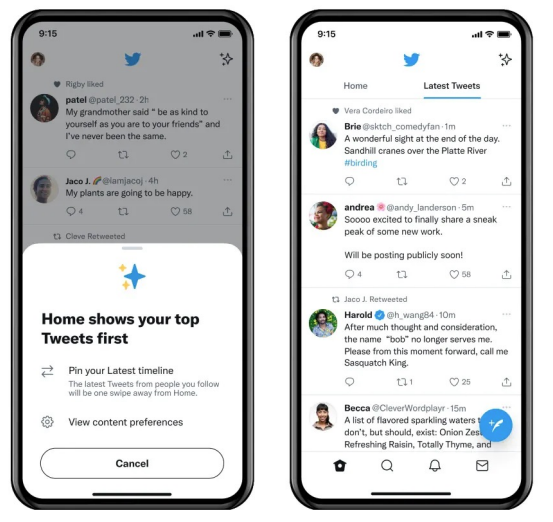 9:15
Rigby liked
patel @patel_232 · 2h
My grandmother said “ be as kind to
yourself as you are to your friends” and
I've never been the same.
2
Jaco J. 🌈 @iamjacoj · 4h
My plants are going to be happy.
4 58
Cleve Retweeted
Home shows your top
Tweets first
Pin your Latest timeline
The latest Tweets from people you follow
will be one swipe away from Home.
View content preferences
Cancel
9:15
Home Latest Tweets
Vera Cordeiro liked
Brie @sktch_comedyfan · 1m
A wonderful sight at the end of the day.
Sandhill cranes over the Platte River
#birding
2
andrea 🌸 @andy_landerson · 5m
Soooo excited to finally share a sneak
peak of some new work.
Will be posting publicly soon!
4 58
Jaco J. Retweeted
Harold @h_wang84 · 10m
After much thought and consideration,
the name “bob” no longer serves me.
Please from this moment forward, call me
Sasquatch King.
1 25
Becca @CleverWordplayr · 15m
A list of flavored sparkling waters
don't, but should, exist: Onion Zest
Refreshing Raisin, Totally Thyme, and